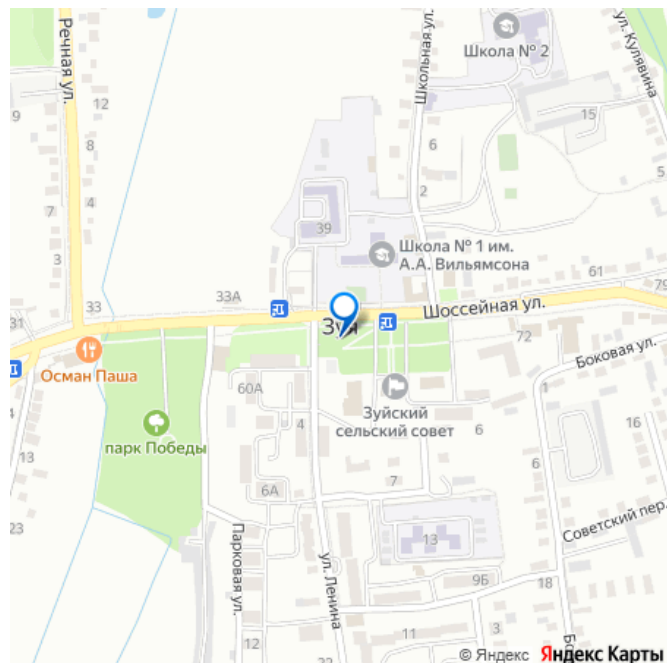 Речная ул.
9
12
8
7
4
3
31
33
33А
Осман Паша
парк Победы
23
Школа № 2
Школьная ул.
ул. Кулявина
15
6
2
5
39
Школа № 1 им.
А.А. Вильямсона
61
79
Шоссейная ул.
Зуя
72
Боковая ул.
60А
Зуйский
сельский совет
4
6
1
16
6А
7
6
13
Советский пер.
Парковая ул.
ул. Ленина
9Б
18
11
3
12
Бо
© Яндекс Яндекс Карты